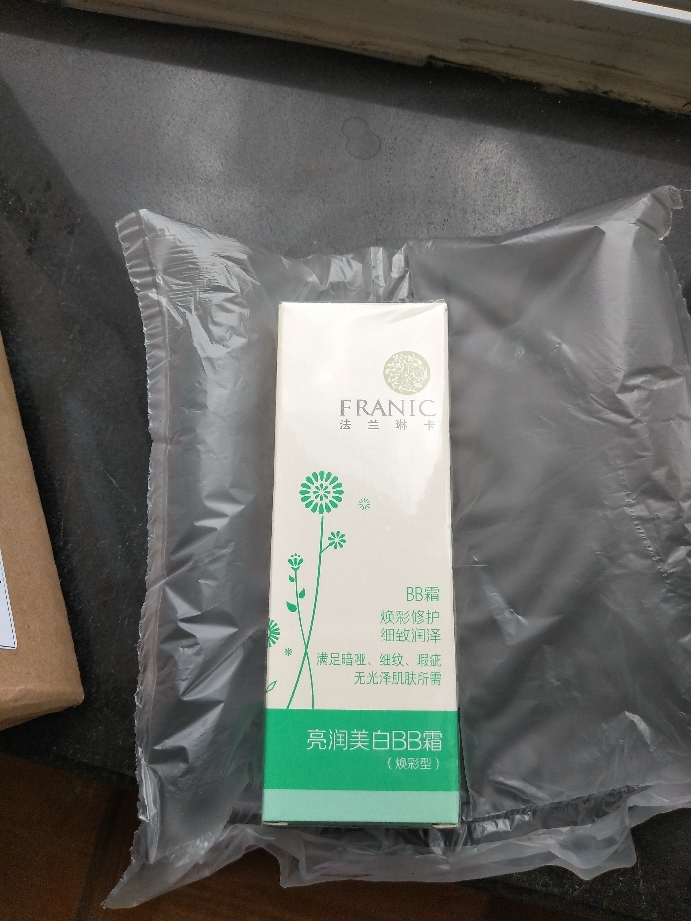 FRANIC
法兰琳卡
BB霜
焕彩修护
细致润泽
满足暗哑、细纹、瑕疵
无光泽肌肤所需
亮润美白BB霜
（焕彩型）